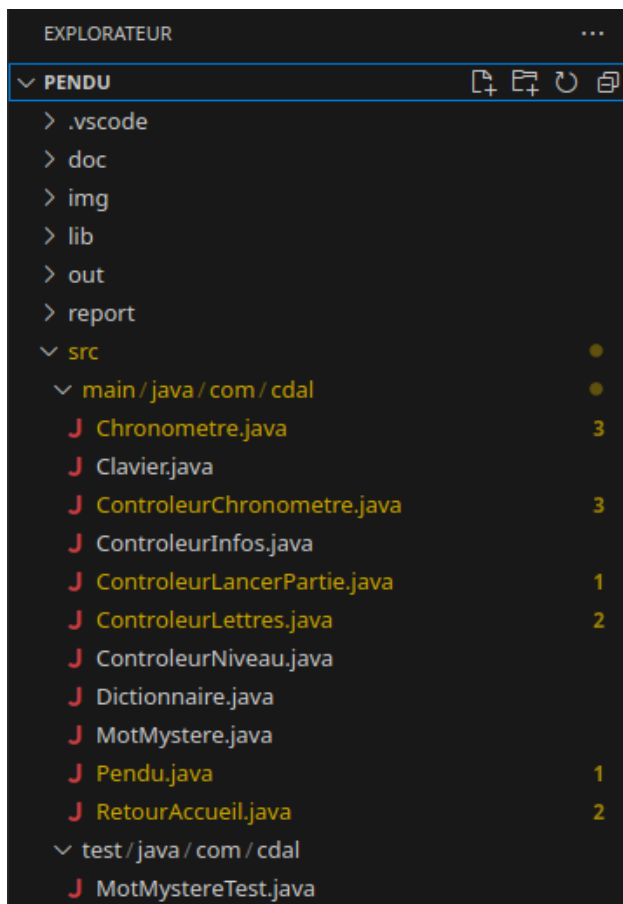 EXPLORATEUR ...
PENDU
.vscode
doc
img
lib
out
report
src
main / java / com / cdal
J Chronometre.java 3
J Clavier.java
J ControleurChronometre.java 3
J ControleurInfos.java
J ControleurLancerPartie.java 1
J ControleurLettres.java 2
J ControleurNiveau.java
J Dictionnaire.java
J MotMystere.java
J Pendu.java 1
J RetourAccueil.java 2
test / java / com / cdal
J MotMystereTest.java